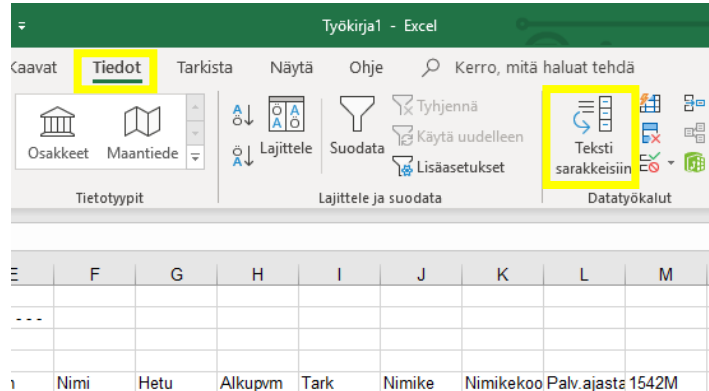 Työkirja1 - Excel
Kaavat Tiedot Tarkista Näytä Ohje Kerro, mitä haluat tehdä
Osakkeet Maantiede
Lajittele
Suodata
Tyhjennä
Käytä uudelleen
Lisäasetukset
Teksti
sarakkeisiin
Tietotyypit Lajittele ja suodata Datatyökalut
E F G H I J K L M
- - -
Nimi Hetu Alkupvm Tark Nimike Nimikekoo Palv.ajasta 1542M